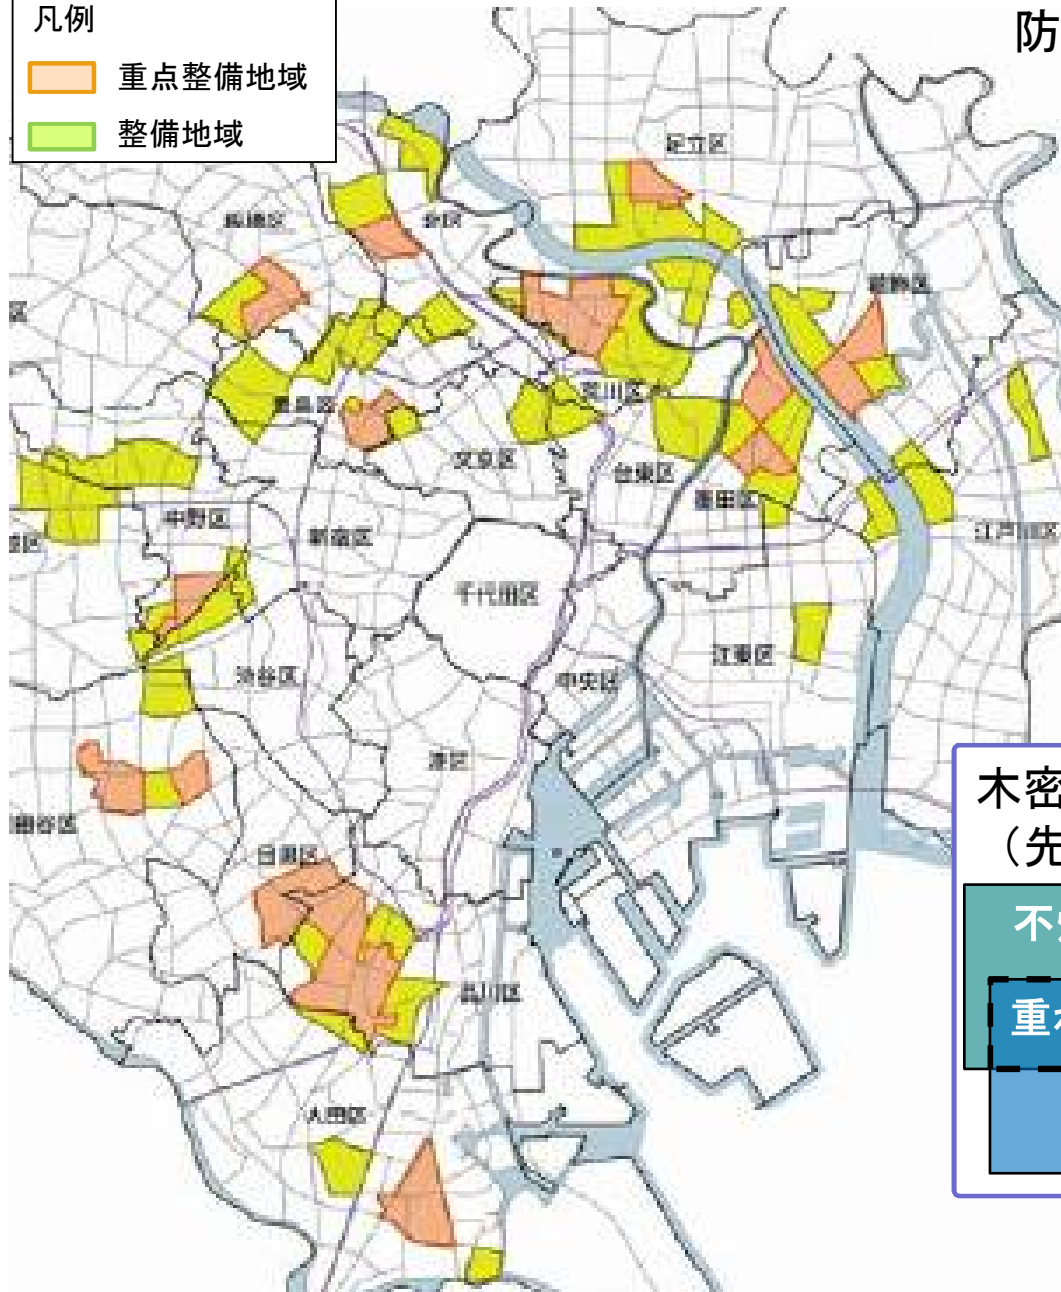 凡例
重点整備地域
整備地域
防
足立区
板橋区
北区
葛飾区
区
豊島区
荒川区
文京区
台東区
墨田区
中野区
新宿区
江戸川区
千代田区
江東区
渋谷区
中央区
港区
田谷区
目黒区
品川区
大田区
木密
（先
不
重